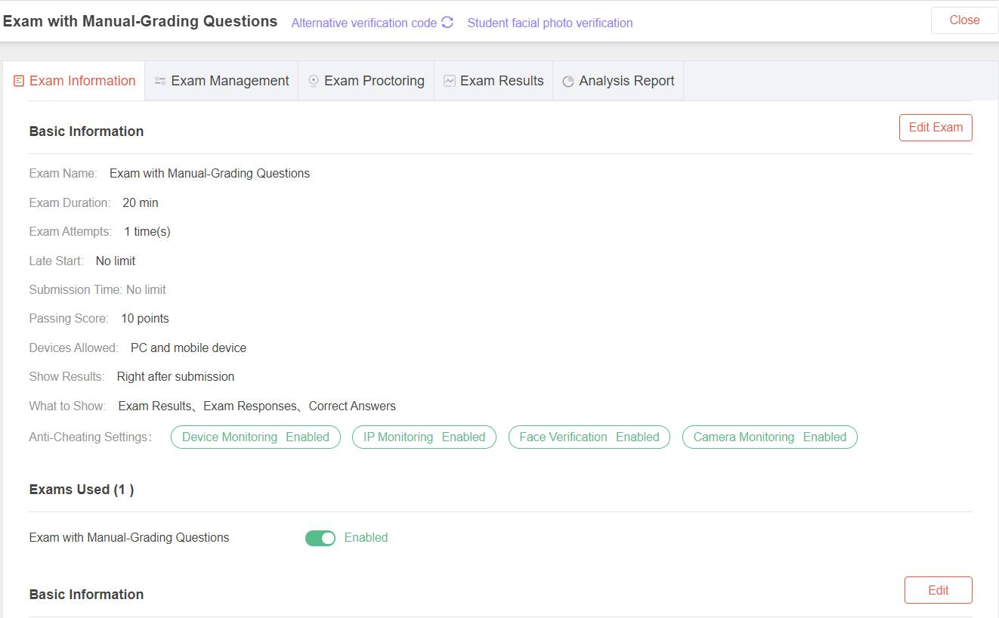 Exam with Manual-Grading Questions Alternative verification code Student facial photo verification Close
Exam Information Exam Management Exam Proctoring Exam Results Analysis Report
Basic Information Edit Exam
Exam Name: Exam with Manual-Grading Questions
Exam Duration: 20 min
Exam Attempts: 1 time(s)
Late Start: No limit
Submission Time: No limit
Passing Score: 10 points
Devices Allowed: PC and mobile device
Show Results: Right after submission
What to Show: Exam Results、Exam Responses、Correct Answers
Anti-Cheating Settings： Device Monitoring Enabled IP Monitoring Enabled Face Verification Enabled Camera Monitoring Enabled
Exams Used (1 )
Exam with Manual-Grading Questions Enabled
Basic Information Edit